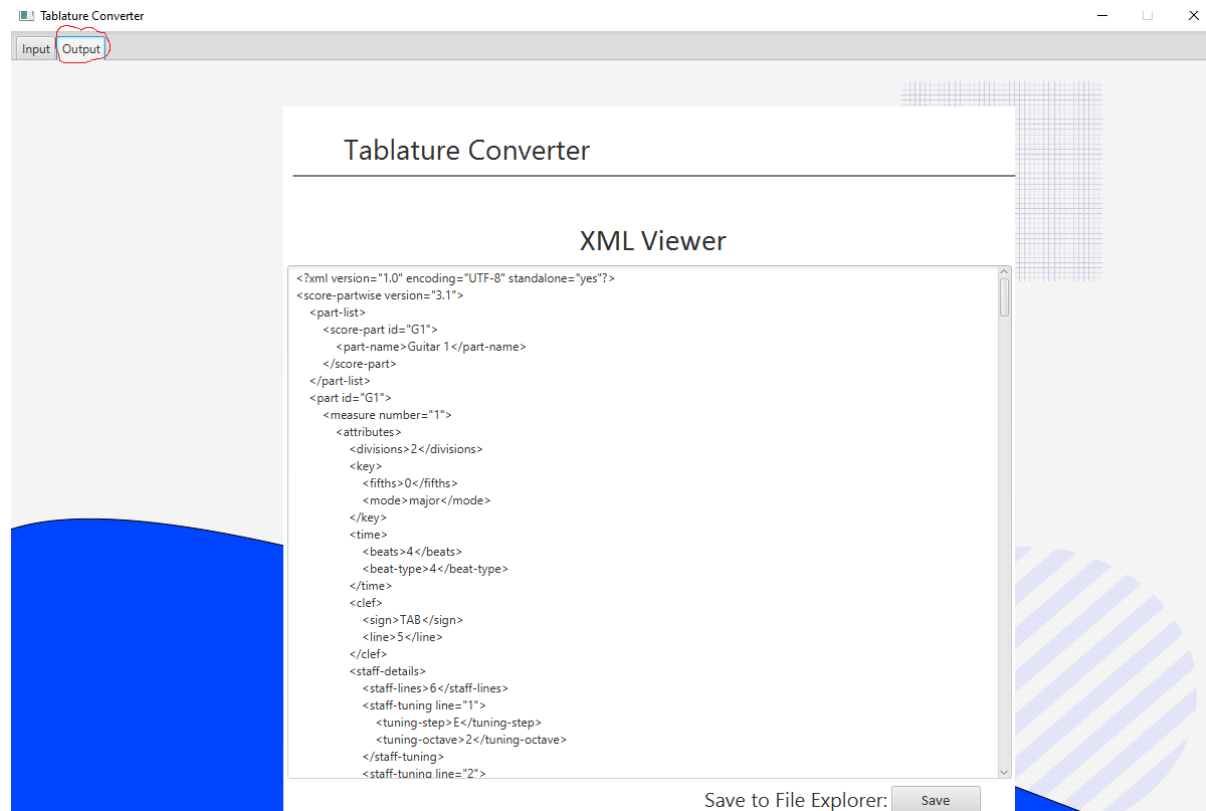 Tablature Converter
Input Output
Tablature Converter
XML Viewer
<?xml version="1.0" encoding="UTF-8" standalone="yes"?>
<score-partwise version="3.1">
  <part-list>
    <score-part id="G1">
      <part-name>Guitar 1</part-name>
    </score-part>
  </part-list>
  <part id="G1">
    <measure number="1">
      <attributes>
        <divisions>2</divisions>
        <key>
          <fifths>0</fifths>
          <mode>major</mode>
        </key>
        <time>
          <beats>4</beats>
          <beat-type>4</beat-type>
        </time>
        <clef>
          <sign>TAB</sign>
          <line>5</line>
        </clef>
        <staff-details>
          <staff-lines>6</staff-lines>
          <staff-tuning line="1">
            <tuning-step>E</tuning-step>
            <tuning-octave>2</tuning-octave>
          </staff-tuning>
          <staff-tuning line="2">
Save to File Explorer: Save